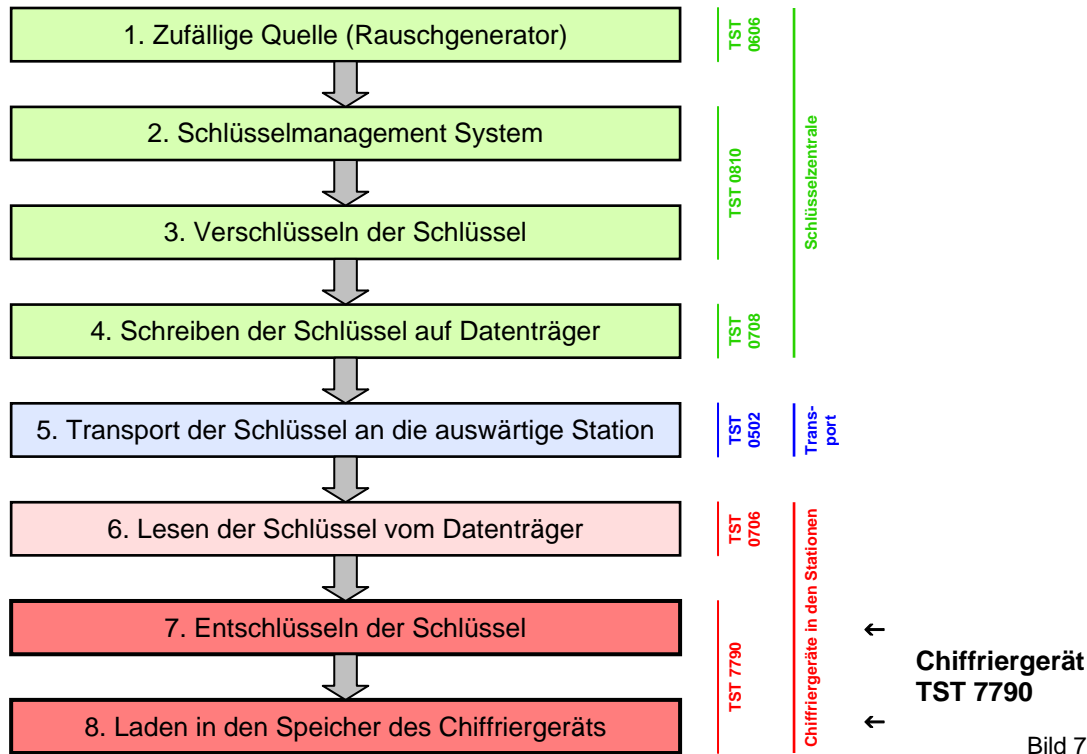 1. Zufällige Quelle (Rauschgenerator)
2. Schlüsselmanagement System
3. Verschlüsseln der Schlüssel
4. Schreiben der Schlüssel auf Datenträger
5. Transport der Schlüssel an die auswärtige Station
6. Lesen der Schlüssel vom Datenträger
7. Entschlüsseln der Schlüssel
8. Laden in den Speicher des Chiffriergeräts
TST
0606
TST 0810
TST
0708
TST
0502
TST
0706
TST 7790
Schlüsselzentrale
Trans-
port
Chiffriergeräte in den Stationen
Chiffriergerät
TST 7790
Bild 7